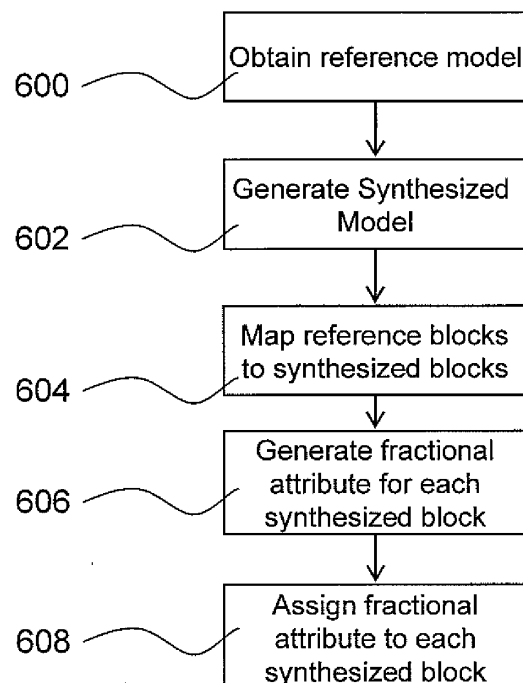 600
Obtain reference model
602
Generate Synthesized
Model
604
Map reference blocks
to synthesized blocks
606
Generate fractional
attribute for each
synthesized block
608
Assign fractional
attribute to each
synthesized block